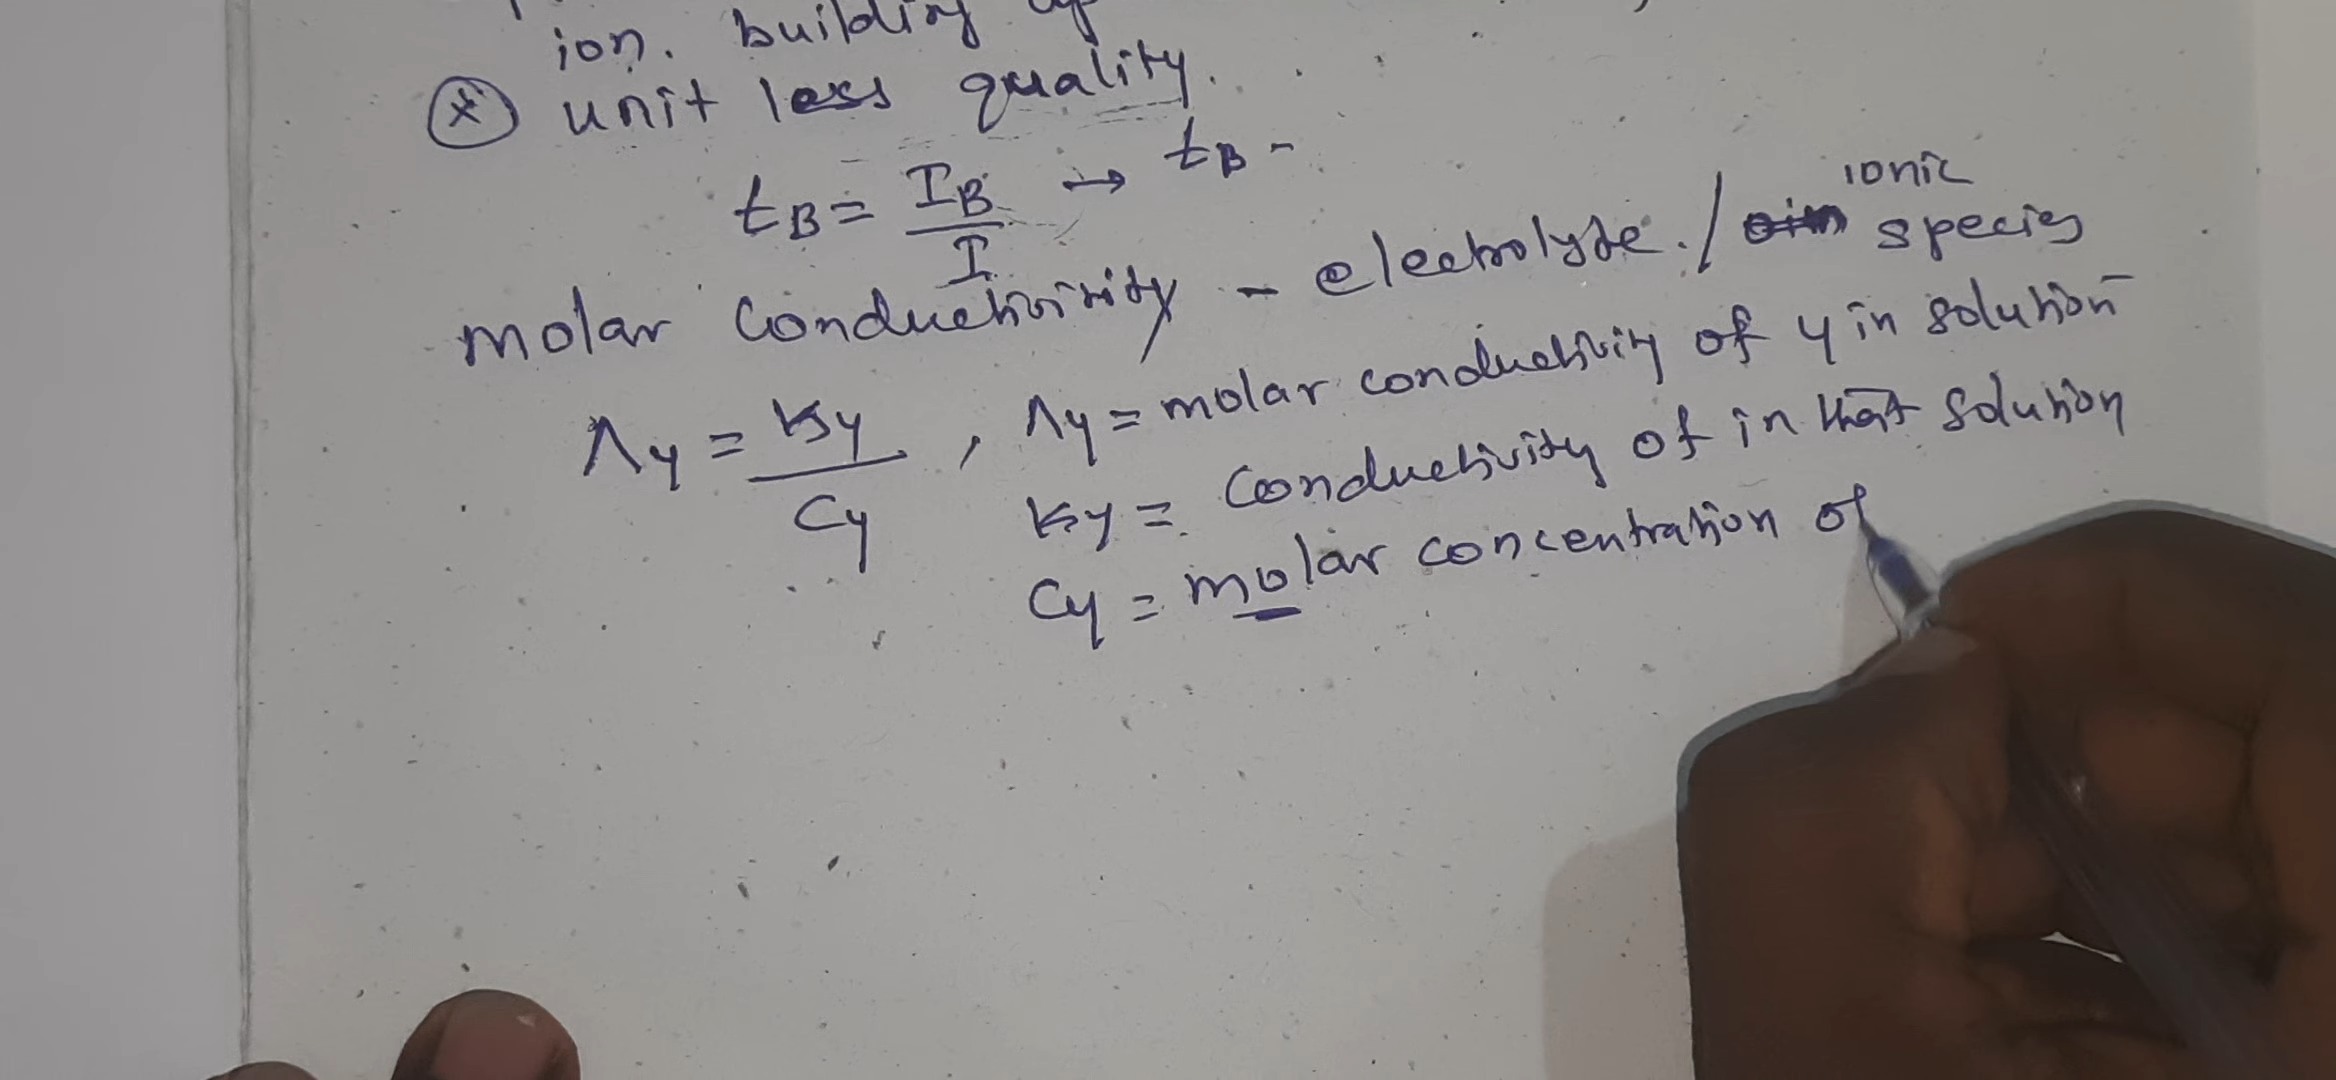 ion. building up
* unit less quality.
tB = IB / I → tB -
molar conductivity - electrolyte. / ionic species
Λy = κy / Cy , Λy = molar conductivity of y in solution
κy = conductivity of in that solution
Cy = molar concentration of